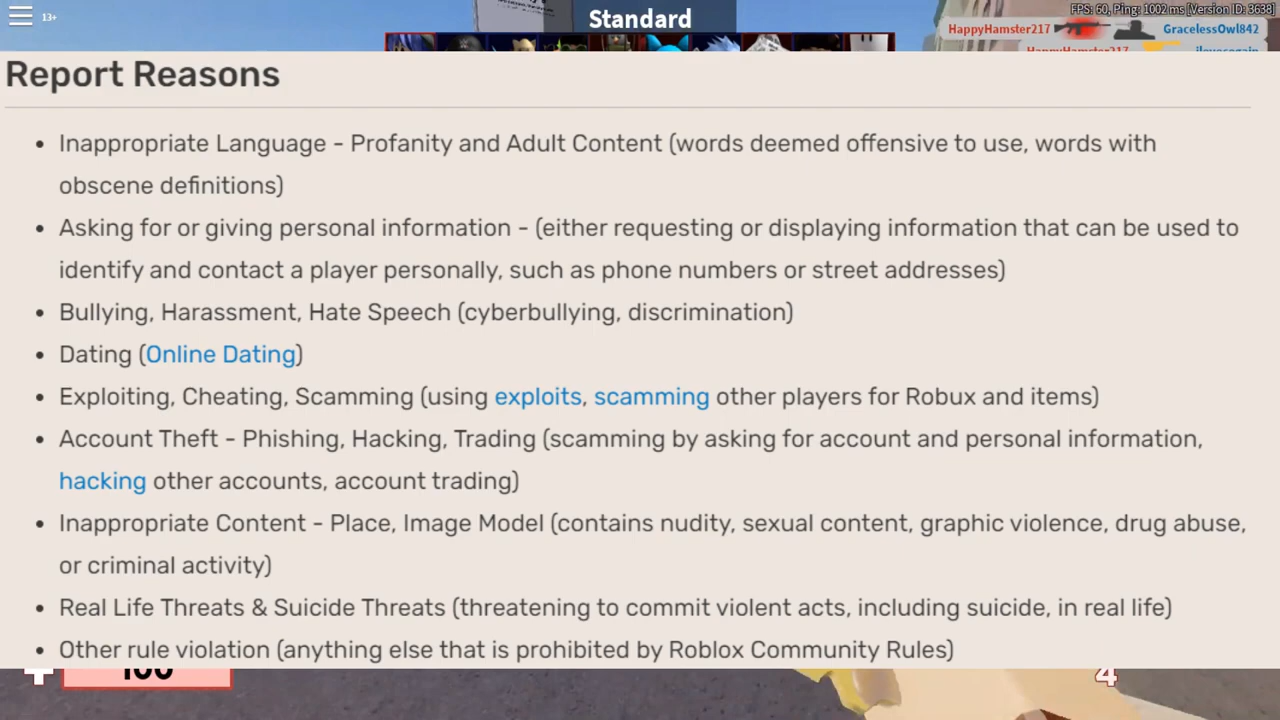 13+
Standard
FPS: 60, Ping: 1002 ms [Version ID: 3638]
HappyHamster217 GracelessOwl842
HappyHamster217
Report Reasons
• Inappropriate Language - Profanity and Adult Content (words deemed offensive to use, words with
obscene definitions)
• Asking for or giving personal information - (either requesting or displaying information that can be used to
identify and contact a player personally, such as phone numbers or street addresses)
• Bullying, Harassment, Hate Speech (cyberbullying, discrimination)
• Dating (Online Dating)
• Exploiting, Cheating, Scamming (using exploits, scamming other players for Robux and items)
• Account Theft - Phishing, Hacking, Trading (scamming by asking for account and personal information,
hacking other accounts, account trading)
• Inappropriate Content - Place, Image Model (contains nudity, sexual content, graphic violence, drug abuse,
or criminal activity)
• Real Life Threats & Suicide Threats (threatening to commit violent acts, including suicide, in real life)
• Other rule violation (anything else that is prohibited by Roblox Community Rules)
100
4